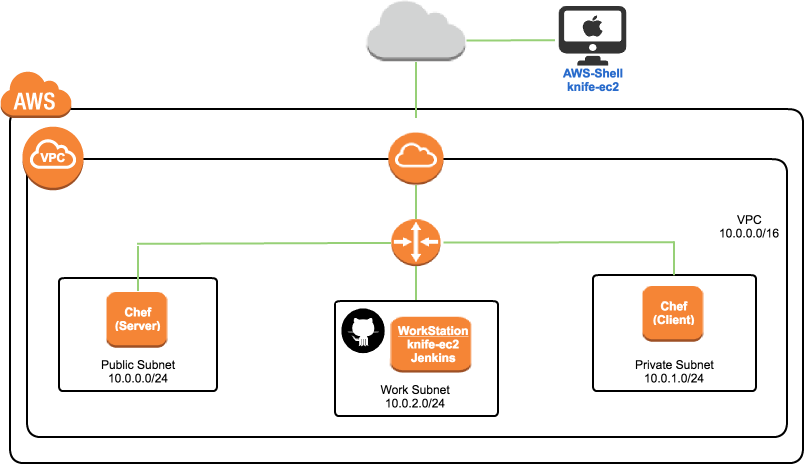 AWS-Shell
knife-ec2
AWS
VPC
VPC
10.0.0.0/16
Chef
(Server)
Public Subnet
10.0.0.0/24
WorkStation
knife-ec2
Jenkins
Work Subnet
10.0.2.0/24
Chef
(Client)
Private Subnet
10.0.1.0/24